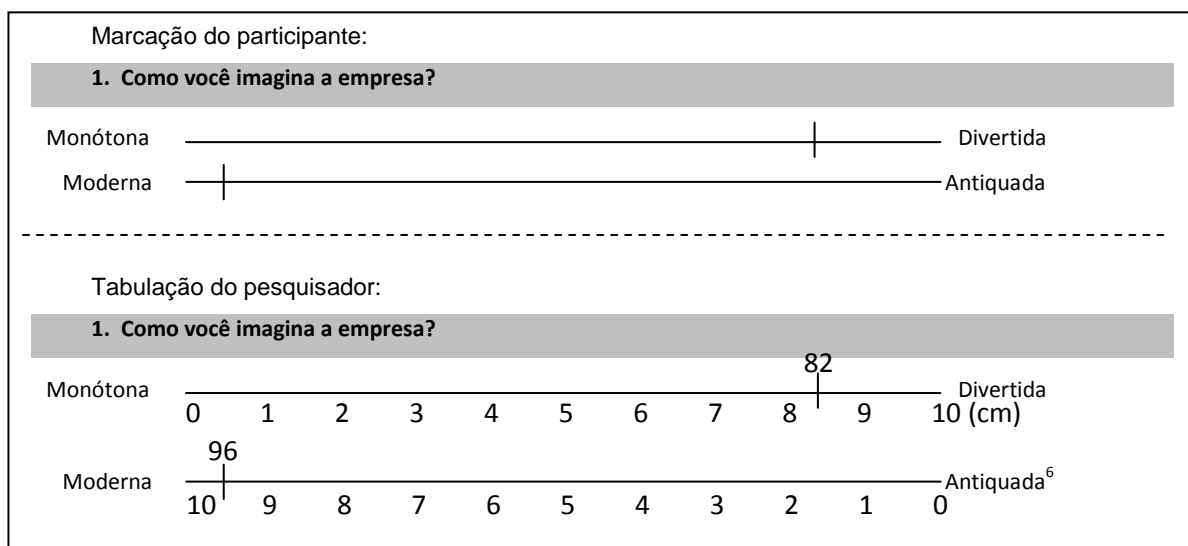 Marcação do participante:
1. Como você imagina a empresa?
Monótona Divertida
Moderna Antiquada
Tabulação do pesquisador:
1. Como você imagina a empresa?
82
Monótona Divertida
0 1 2 3 4 5 6 7 8 9 10 (cm)
96
Moderna Antiquada⁶
10 9 8 7 6 5 4 3 2 1 0